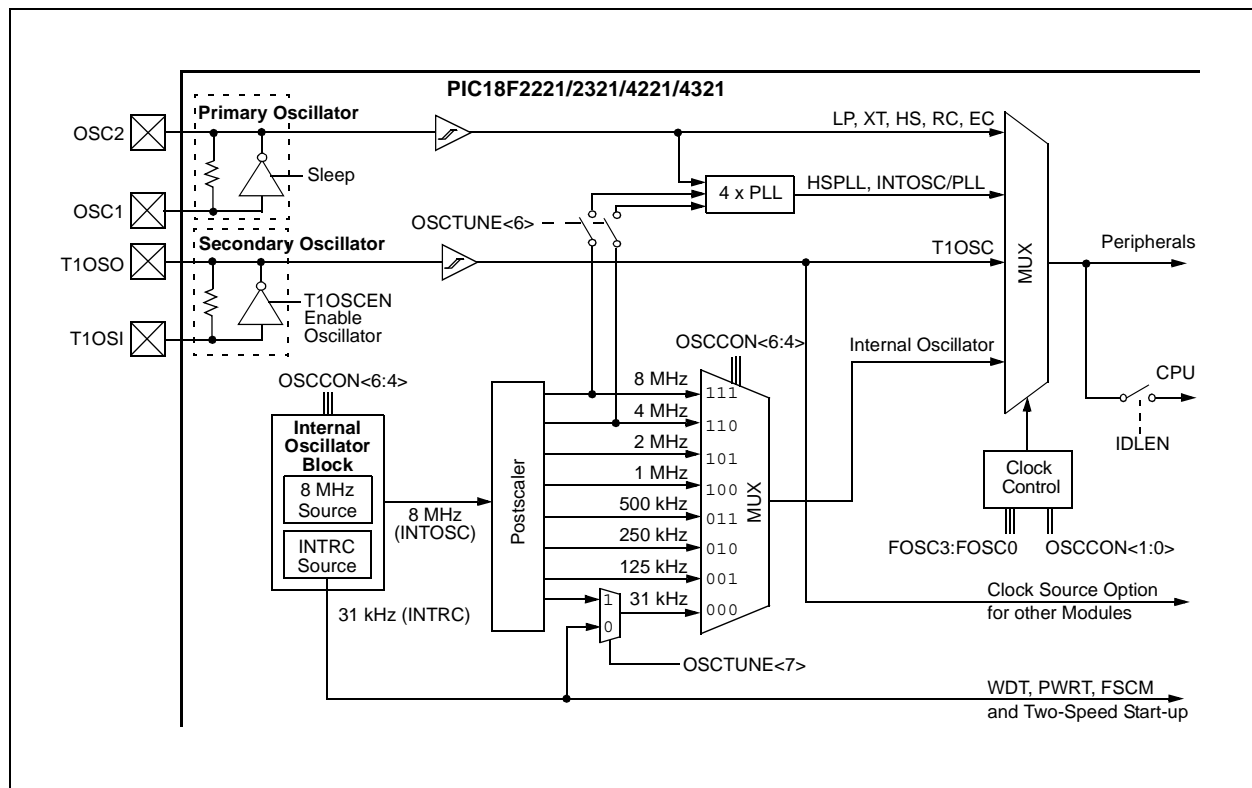 PIC18F2221/2321/4221/4321
Primary Oscillator
OSC2
Sleep
OSC1
LP, XT, HS, RC, EC
4 x PLL
HSPLL, INTOSC/PLL
OSCTUNE<6>
Secondary Oscillator
T1OSO
T1OSCEN
Enable
Oscillator
T1OSI
T1OSC
MUX
Peripherals
Internal Oscillator
CPU
IDLEN
Clock
Control
FOSC3:FOSC0
OSCCON<1:0>
OSCCON<6:4>
Internal
Oscillator
Block
8 MHz
Source
INTRC
Source
8 MHz
(INTOSC)
31 kHz (INTRC)
Postscaler
OSCCON<6:4>
8 MHz
111
4 MHz
110
2 MHz
101
1 MHz
100
500 kHz
011
250 kHz
010
125 kHz
001
1
0
31 kHz
000
MUX
OSCTUNE<7>
Clock Source Option
for other Modules
WDT, PWRT, FSCM
and Two-Speed Start-up